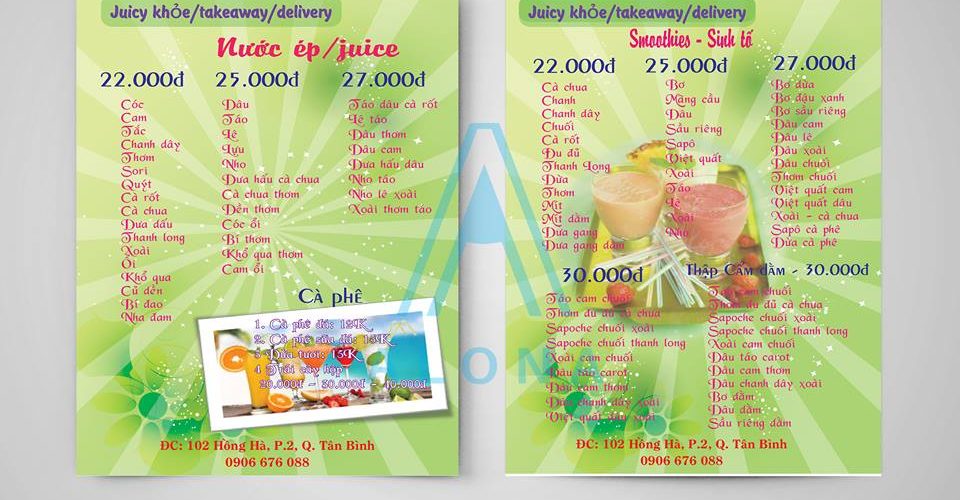 Juicy khỏe/takeaway/delivery
Nước ép/juice
22.000đ
Cóc
Cam
Tắc
Chanh dây
Thơm
Sori
Quýt
Cà rốt
Cà chua
Dưa dấu
Thanh long
Xoài
Ổi
Khổ qua
Củ dền
Bí đao
Nha đam
25.000đ
Dâu
Táo
Lê
Lựu
Nho
Dưa hấu cà chua
Cà chua thơm
Dền thơm
Cóc ổi
Bí thơm
Khổ qua thơm
Cam ổi
27.000đ
Táo dâu cà rốt
Lê táo
Dâu thơm
Dâu cam
Dưa hấu dâu
Nho táo
Nho lê xoài
Xoài thơm táo
Cà phê
1. Cà phê đá: 12K
2. Cà phê sữa đá: 15K
3 Dừa tươi: 15K
4 Trái cây hộp
20.000đ - 30.000đ - 40.000đ
ĐC: 102 Hồng Hà, P.2, Q. Tân Bình
0906 676 088
Juicy khỏe/takeaway/delivery
Smoothies - Sinh tố
22.000đ
Cà chua
Chanh
Chanh dây
Chuối
Cà rốt
Đu đủ
Thanh Long
Dừa
Thơm
Mít
Mít dầm
Dưa gang
Dưa gang dầm
25.000đ
Bơ
Mãng cầu
Dâu
Sầu riêng
Sapô
Việt quất
Xoài
Táo
Lê
Xoài
Nho
27.000đ
Bơ dừa
Bơ đậu xanh
Bơ sầu riêng
Dâu cam
Dâu lê
Dâu xoài
Dâu chuối
Thơm chuối
Việt quất cam
Việt quất dâu
Xoài - cà chua
Sapô cà phê
Dừa cà phê
30.000đ
Táo cam chuối
Thơm đu đủ cà chua
Sapoche chuối xoài
Sapoche chuối thanh long
Xoài cam chuối
Dâu táo carot
Dâu cam thơm
Dâu chanh dây xoài
Việt quất dâu xoài
Thập Cẩm dầm - 30.000đ
Táo cam chuối
Thơm đu đủ cà chua
Sapoche chuối xoài
Sapoche chuối thanh long
Xoài cam chuối
Dâu táo carot
Dâu cam thơm
Dâu chanh dây xoài
Bơ dầm
Dâu dầm
Sầu riêng dầm
ĐC: 102 Hồng Hà, P.2, Q. Tân Bình
0906 676 088